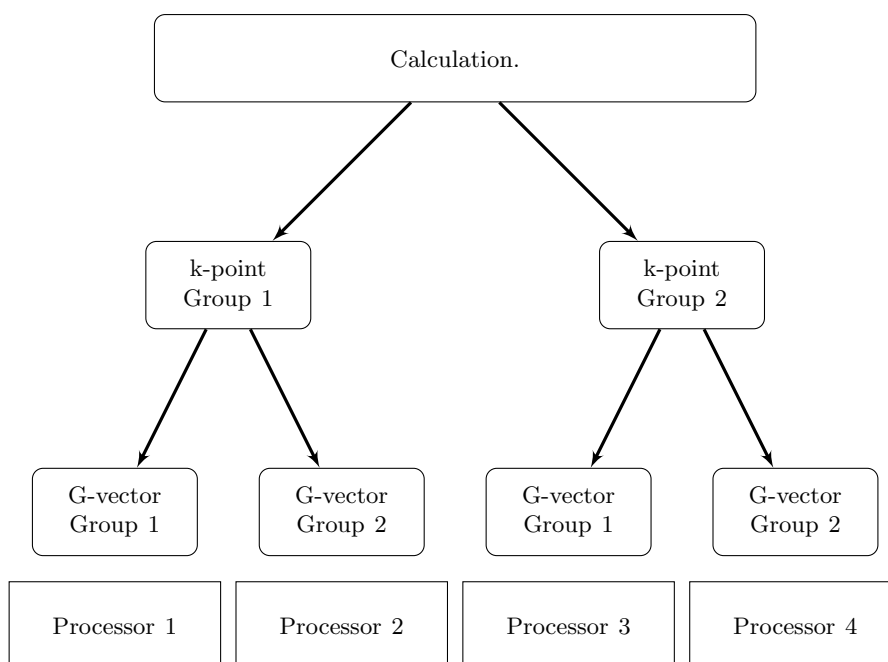 Calculation.
k-point
Group 1
k-point
Group 2
G-vector
Group 1
G-vector
Group 2
G-vector
Group 1
G-vector
Group 2
Processor 1
Processor 2
Processor 3
Processor 4